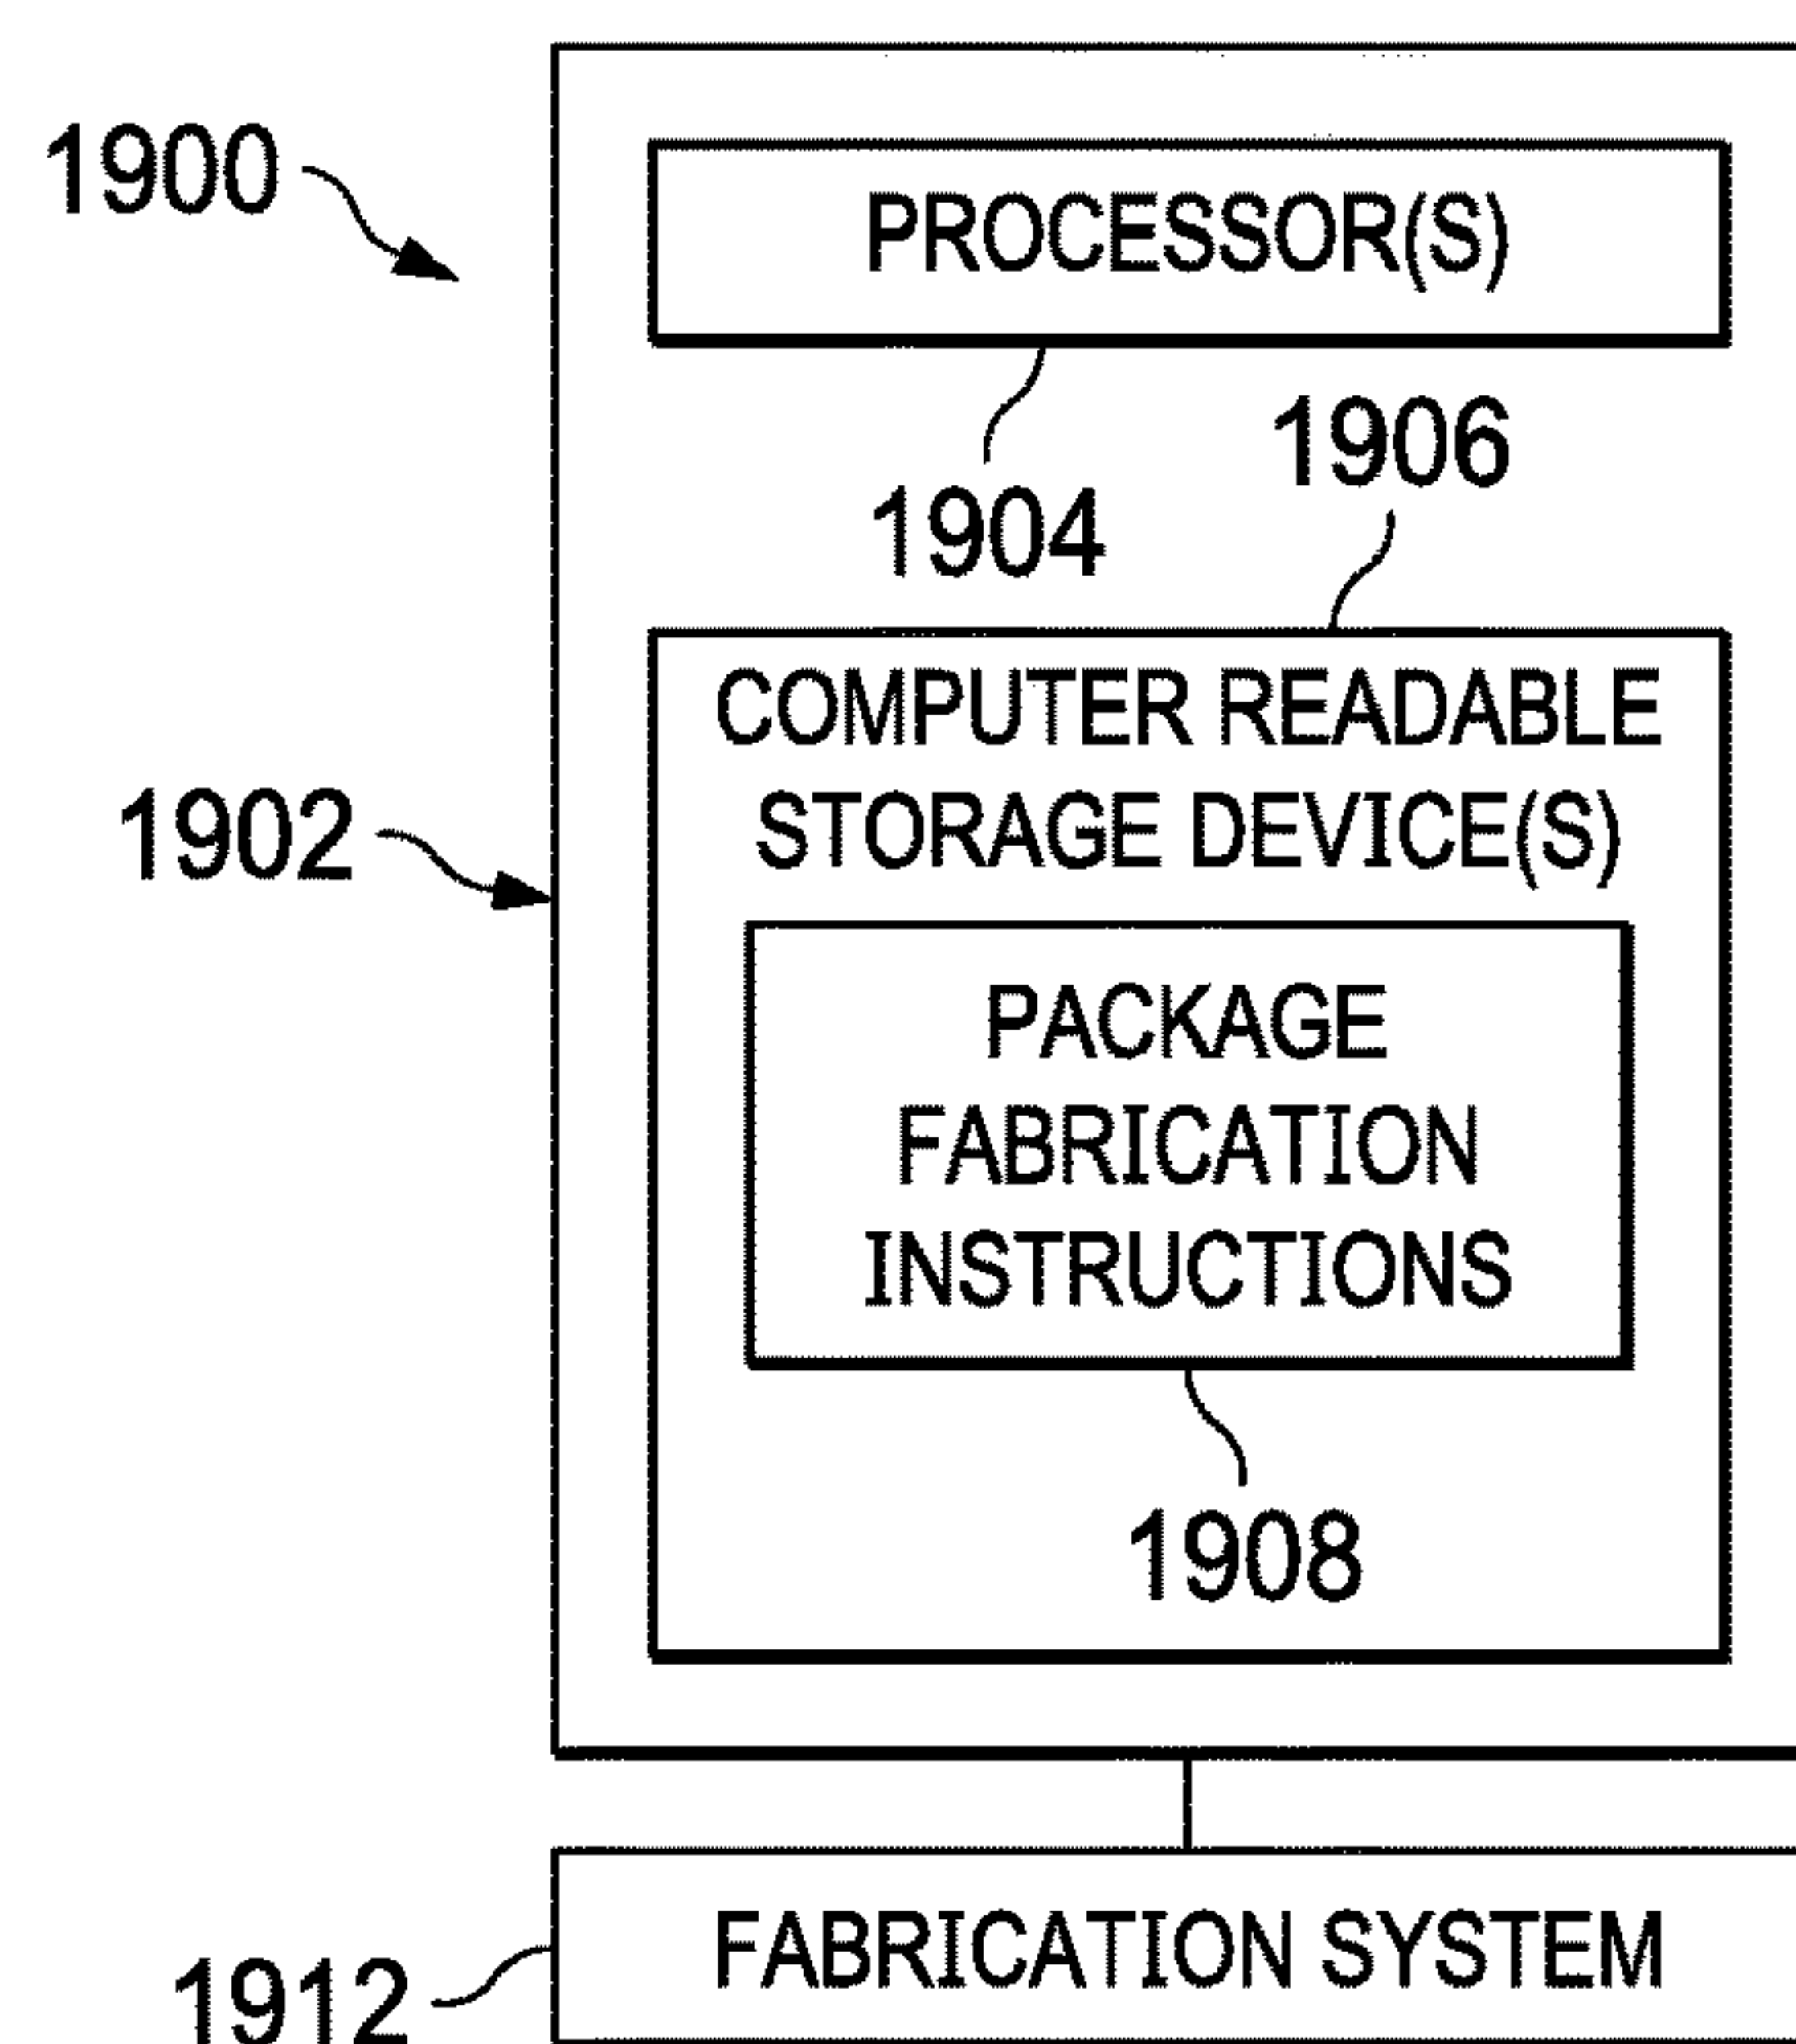 1900
PROCESSOR(S)
1904
1906
COMPUTER READABLE
STORAGE DEVICE(S)
1902
PACKAGE
FABRICATION
INSTRUCTIONS
1908
FABRICATION SYSTEM
1912